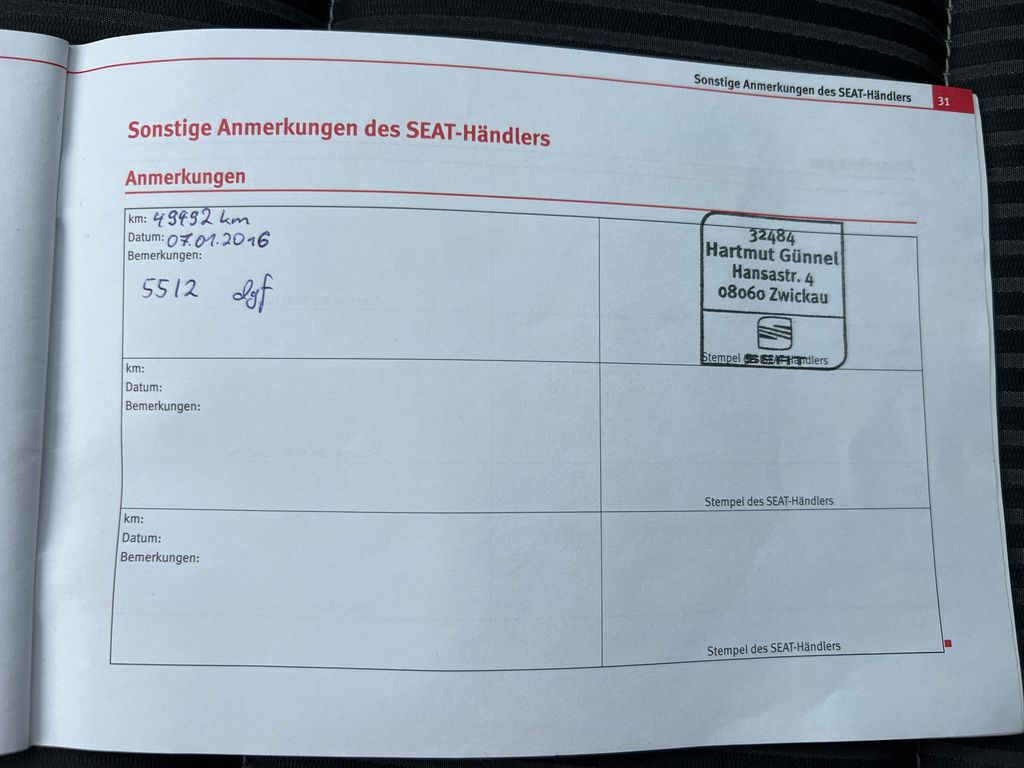 Sonstige Anmerkungen des SEAT-Händlers 31
Sonstige Anmerkungen des SEAT-Händlers
Anmerkungen
km: 49492 km
Datum: 07.01.2016
Bemerkungen:
5512
32484
Hartmut Günnel
Hansastr. 4
08060 Zwickau
Stempel des SEAT-Händlers
km:
Datum:
Bemerkungen:
Stempel des SEAT-Händlers
km:
Datum:
Bemerkungen:
Stempel des SEAT-Händlers